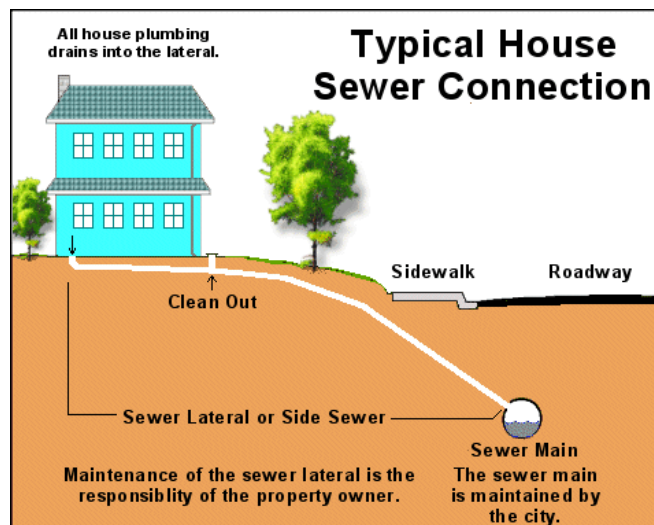 All house plumbing
drains into the lateral.
Typical House
Sewer Connection
Sidewalk
Roadway
Clean Out
Sewer Lateral or Side Sewer
Sewer Main
Maintenance of the sewer lateral is the
responsiblity of the property owner.
The sewer main
is maintained by
the city.